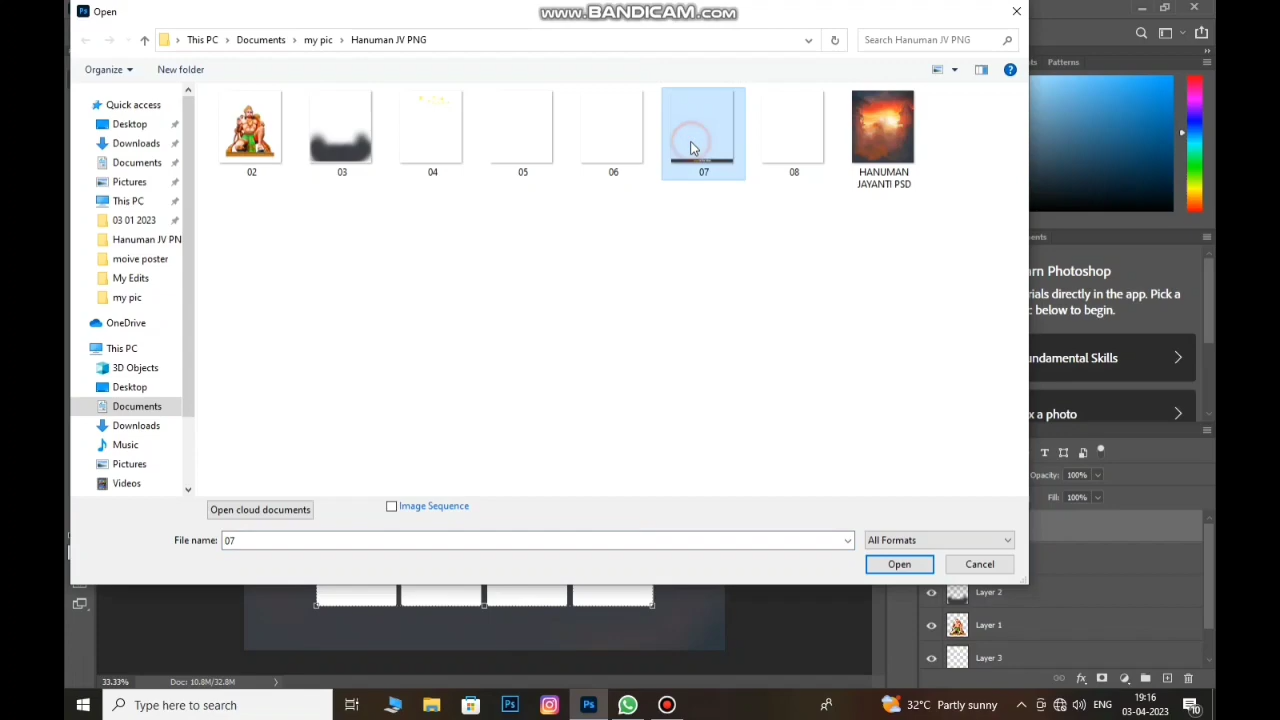 Open
www.BANDICAM.com
This PC > Documents > my pic > Hanuman JV PNG
Search Hanuman JV PNG
Organize
New folder
Quick access
Desktop
Downloads
Documents
Pictures
This PC
03 01 2023
Hanuman JV PN
moive poster
My Edits
my pic
OneDrive
This PC
3D Objects
Desktop
Documents
Downloads
Music
Pictures
Videos
02
03
04
05
06
07
08
HANUMAN
JAYANTI PSD
Open cloud documents
Image Sequence
File name:
07
All Formats
Open
Cancel
Patterns
arn Photoshop
rials directly in the app. Pick a
c below to begin.
undamental Skills
x a photo
Opacity: 100%
Fill: 100%
Layer 2
Layer 1
Layer 3
33.33%
Doc: 10.8M/32.8M
Type here to search
32°C Partly sunny
ENG
19:16
03-04-2023